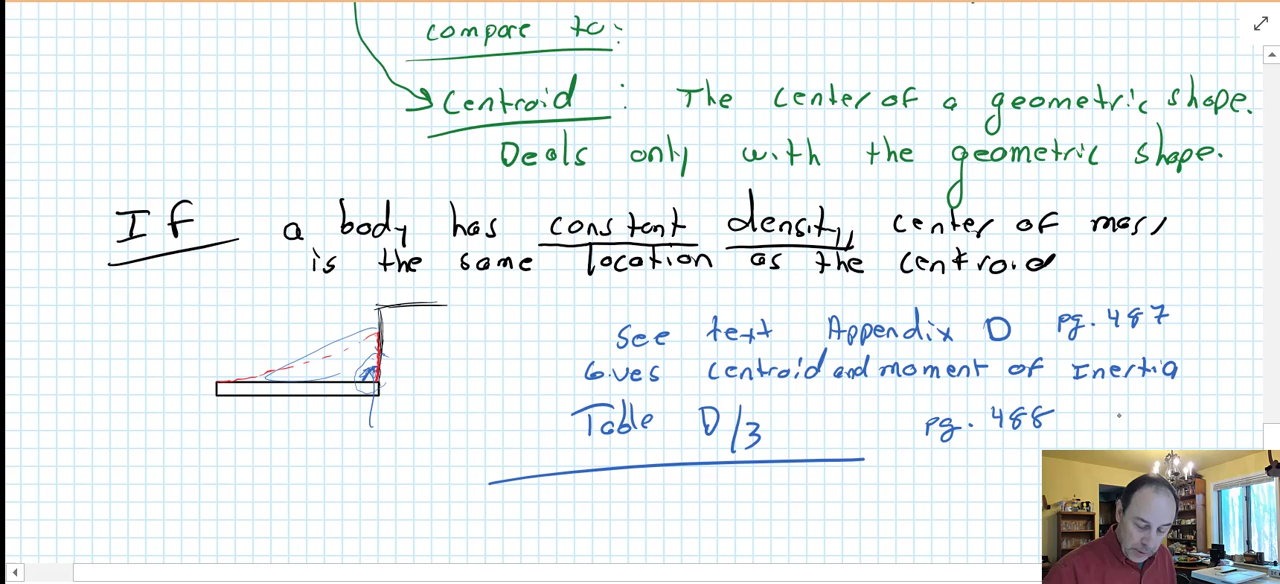 compare to:
Centroid : The center of a geometric shape.
Deals only with the geometric shape.
If a body has constant density, center of mass
is the same location as the centroid
See text Appendix D pg. 487
Gives centroid and moment of Inertia
Table D/3 pg. 488